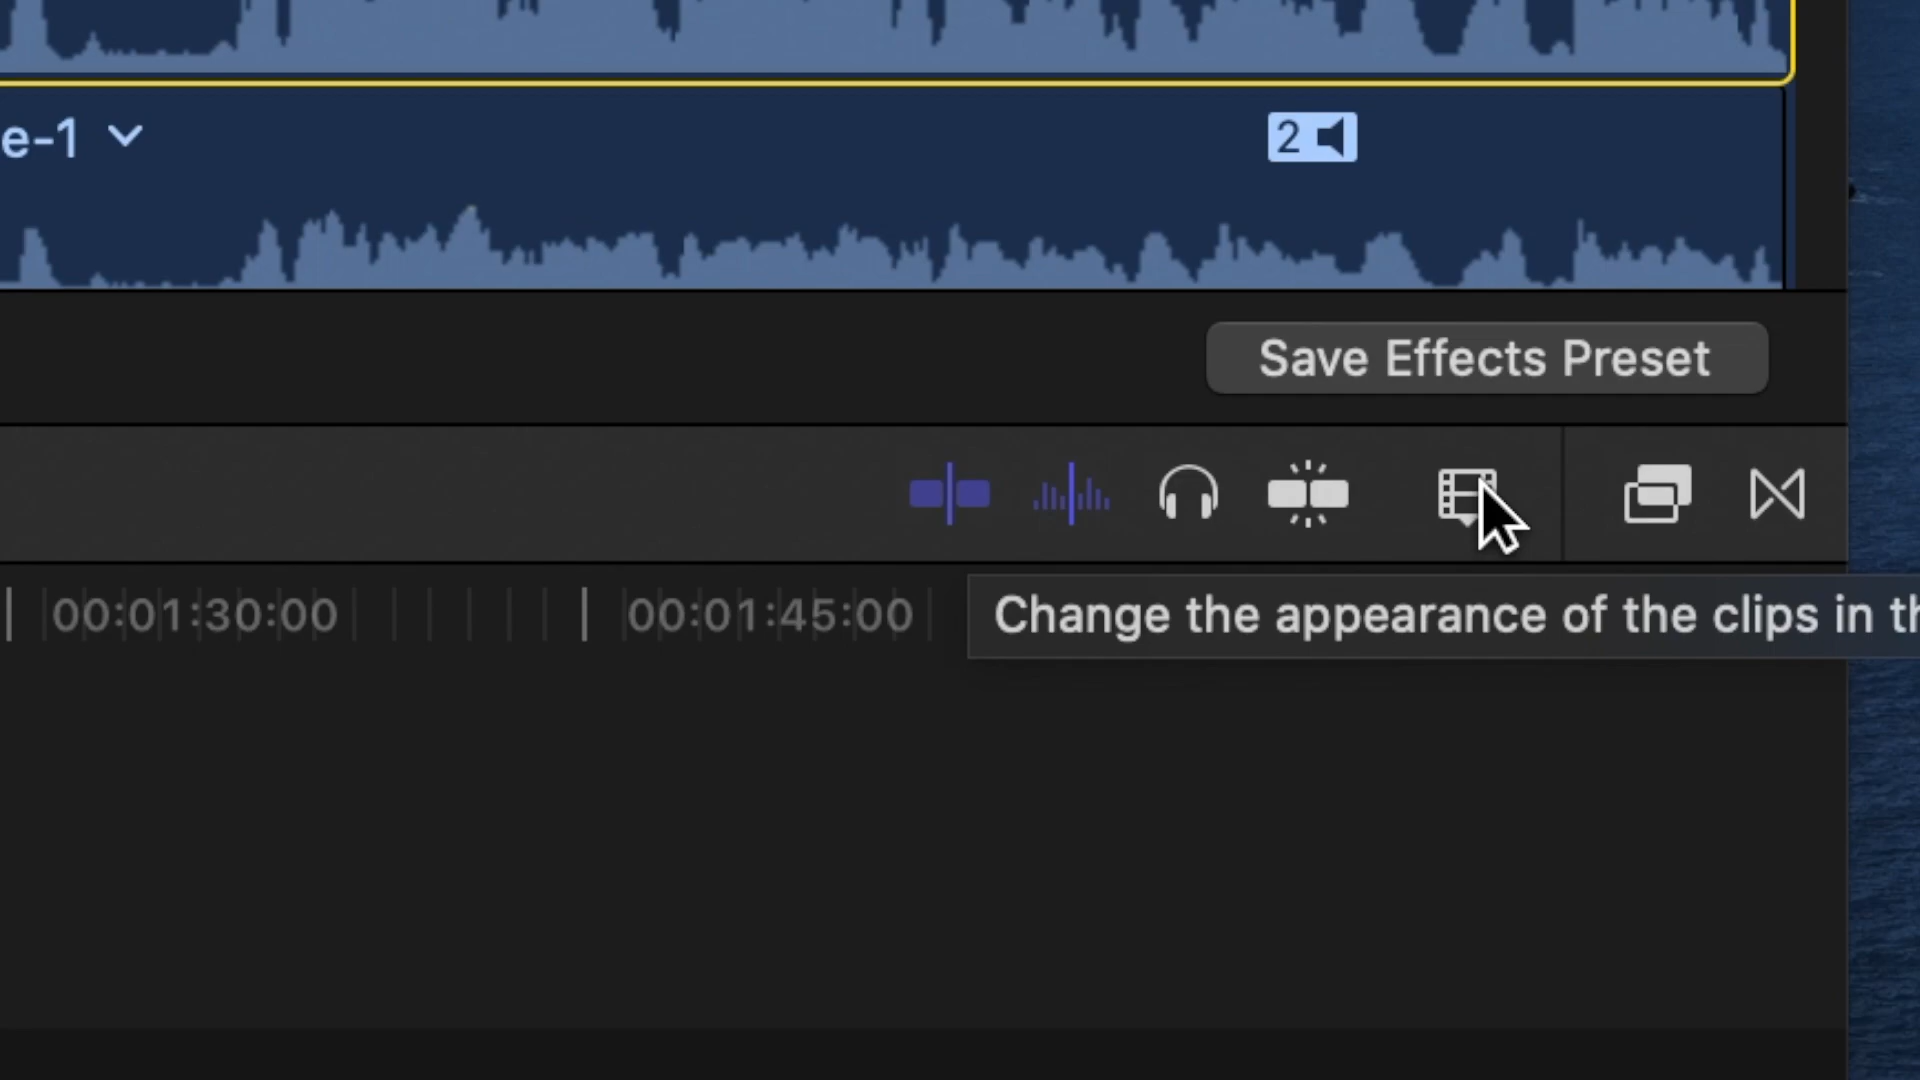 e-1
2
Save Effects Preset
00:01:30:00 00:01:45:00
Change the appearance of the clips in th